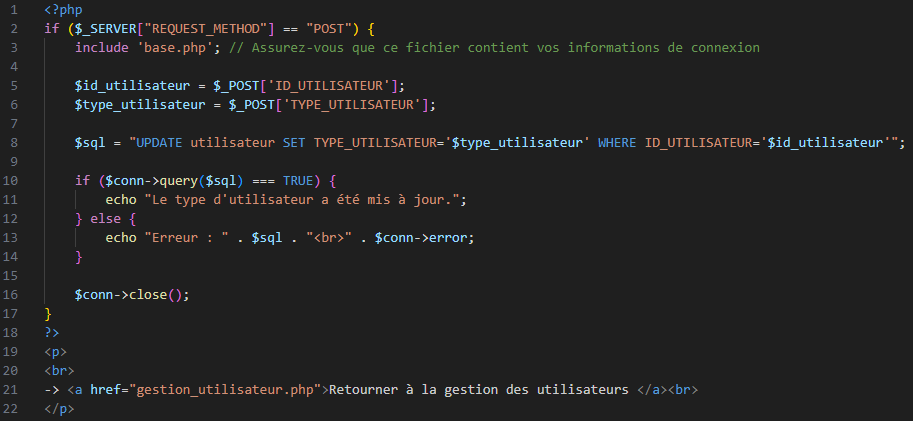 1 <?php
2 if ($_SERVER["REQUEST_METHOD"] == "POST") {
3     include 'base.php'; // Assurez-vous que ce fichier contient vos informations de connexion
4
5     $id_utilisateur = $_POST['ID_UTILISATEUR'];
6     $type_utilisateur = $_POST['TYPE_UTILISATEUR'];
7
8     $sql = "UPDATE utilisateur SET TYPE_UTILISATEUR='$type_utilisateur' WHERE ID_UTILISATEUR='$id_utilisateur'";
9
10     if ($conn->query($sql) === TRUE) {
11         echo "Le type d'utilisateur a été mis à jour.";
12     } else {
13         echo "Erreur : " . $sql . "<br>" . $conn->error;
14     }
15
16     $conn->close();
17 }
18 ?>
19 <p>
20 <br>
21 -> <a href="gestion_utilisateur.php">Retourner à la gestion des utilisateurs </a><br>
22 </p>